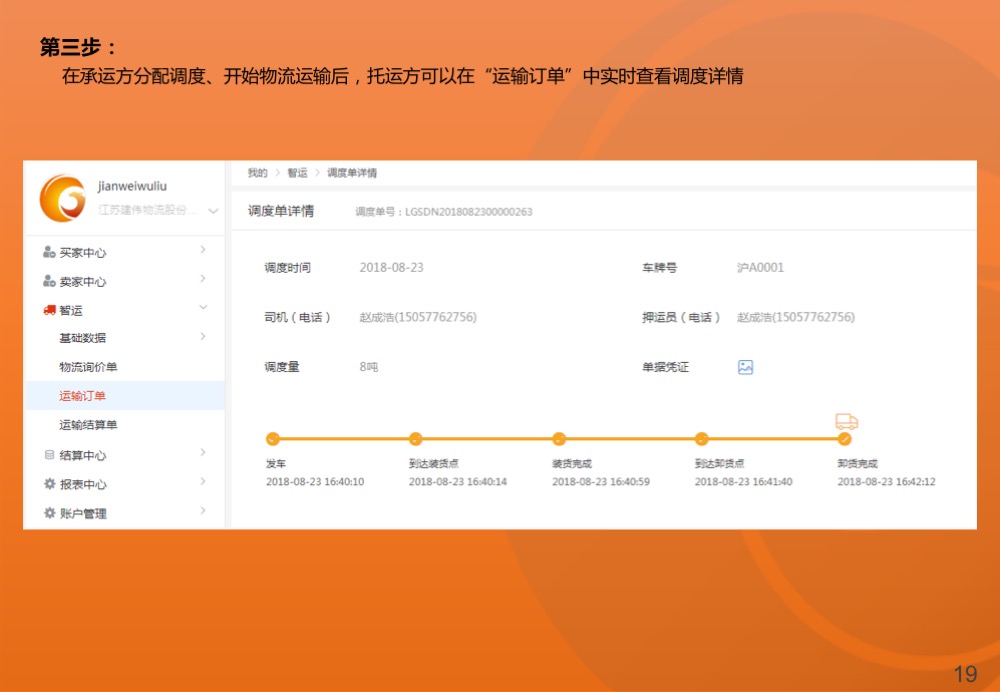 第三步：
在承运方分配调度、开始物流运输后，托运方可以在“运输订单”中实时查看调度详情
jianweiwuliu
江苏建伟物流股份...
买家中心
卖家中心
智运
基础数据
物流询价单
运输订单
运输结算单
结算中心
报表中心
账户管理
我的 > 智运 > 调度单详情
调度单详情 调度单号：LGSDN2018082300000263
调度时间 2018-08-23 车牌号 沪A0001
司机（电话） 赵成浩(15057762756) 押运员（电话） 赵成浩(15057762756)
调度量 8吨 单据凭证
发车 到达装货点 装货完成 到达卸货点 卸货完成
2018-08-23 16:40:10 2018-08-23 16:40:14 2018-08-23 16:40:59 2018-08-23 16:41:40 2018-08-23 16:42:12
19